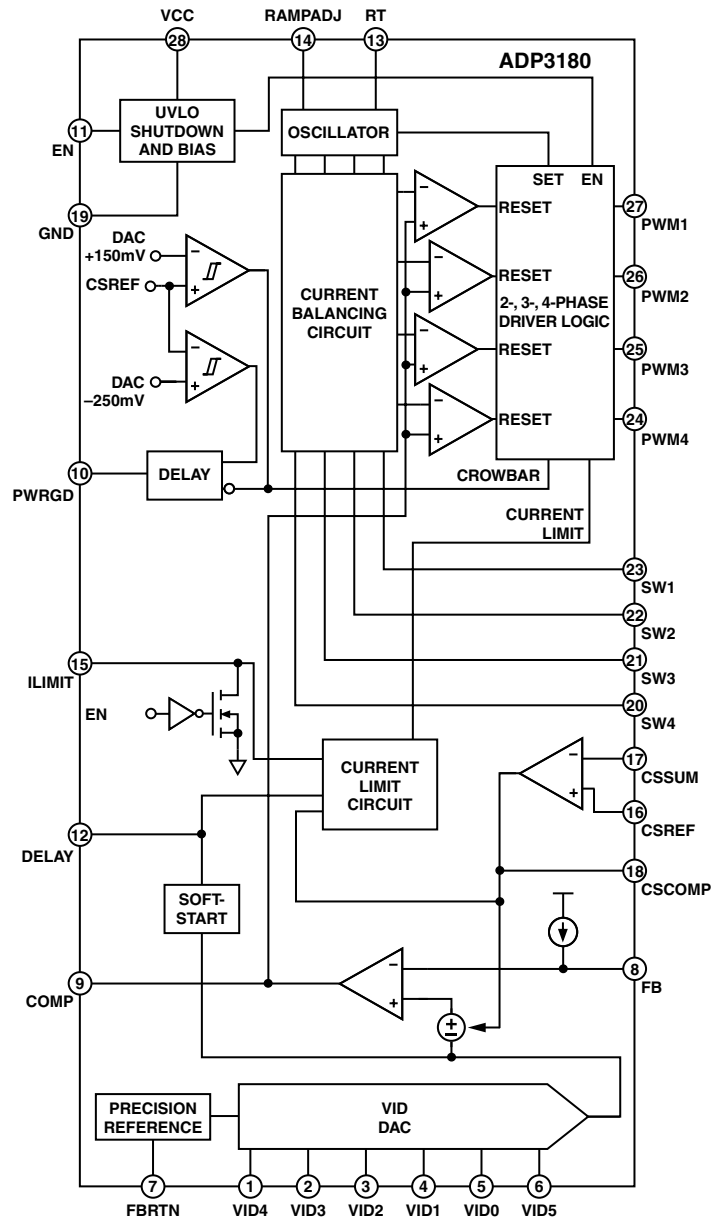 VCC
RAMPADJ RT
28
14
13
ADP3180
UVLO
SHUTDOWN
AND BIAS
11
EN
OSCILLATOR
SET EN
19
GND
DAC
+150mV
CSREF
DAC
–250mV
–
+
–
+
CURRENT
BALANCING
CIRCUIT
–
+
–
+
–
+
–
+
RESET
RESET
2-, 3-, 4-PHASE
DRIVER LOGIC
RESET
RESET
27
PWM1
26
PWM2
25
PWM3
24
PWM4
10
PWRGD
DELAY
CROWBAR
CURRENT
LIMIT
23
SW1
22
SW2
21
SW3
20
SW4
15
ILIMIT
EN
CURRENT
LIMIT
CIRCUIT
–
+
17
CSSUM
16
CSREF
12
DELAY
18
CSCOMP
SOFT-
START
9
COMP
–
+
8
FB
+
–
PRECISION
REFERENCE
VID
DAC
7
1
2
3
4
5
6
FBRTN VID4 VID3 VID2 VID1 VID0 VID5